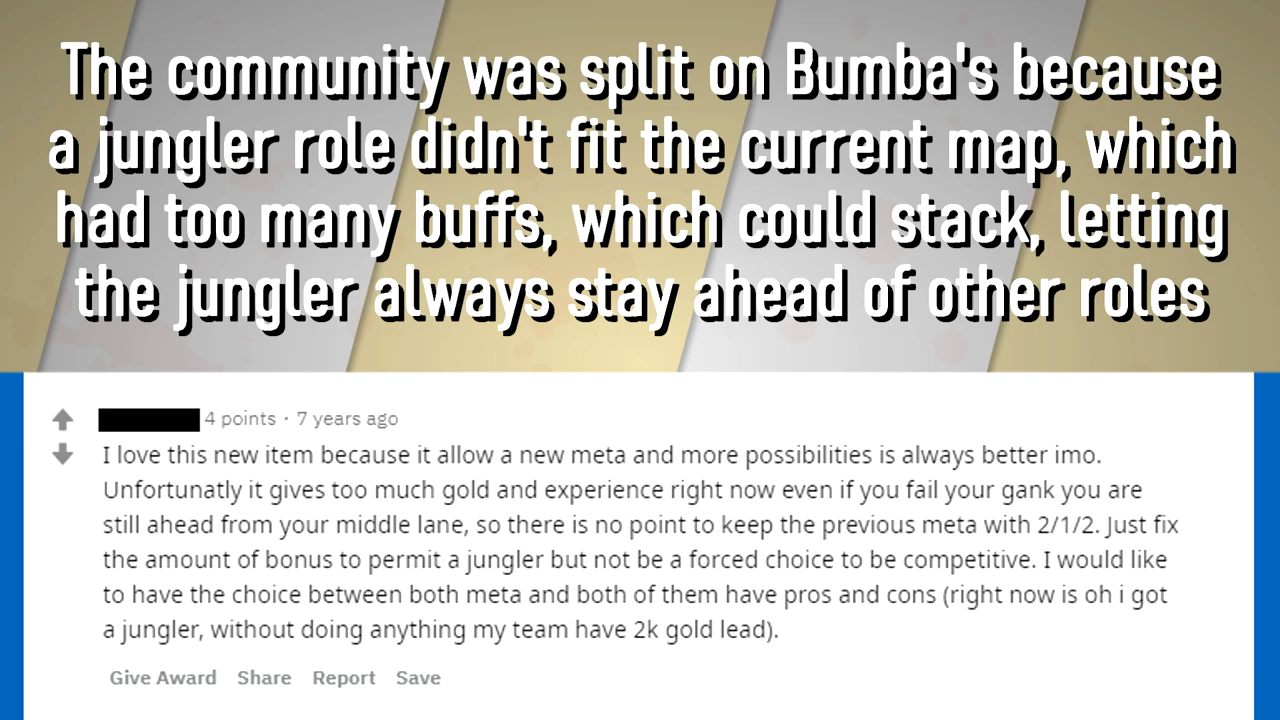 The community was split on Bumba's because
a jungler role didn't fit the current map, which
had too many buffs, which could stack, letting
the jungler always stay ahead of other roles
4 points · 7 years ago
I love this new item because it allow a new meta and more possibilities is always better imo.
Unfortunatly it gives too much gold and experience right now even if you fail your gank you are
still ahead from your middle lane, so there is no point to keep the previous meta with 2/1/2. Just fix
the amount of bonus to permit a jungler but not be a forced choice to be competitive. I would like
to have the choice between both meta and both of them have pros and cons (right now is oh i got
a jungler, without doing anything my team have 2k gold lead).
Give Award Share Report Save